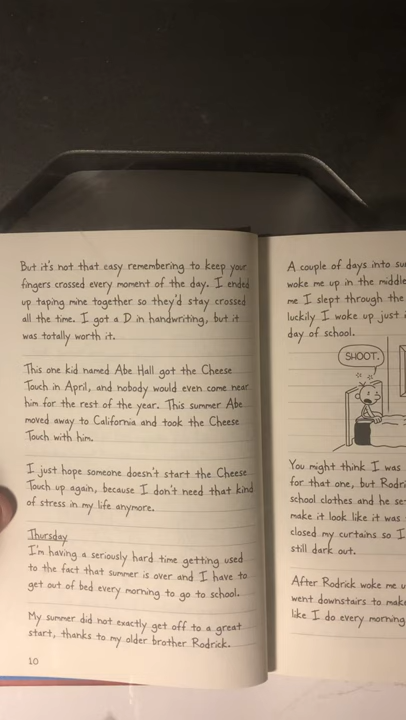 But it's not that easy remembering to keep your
fingers crossed every moment of the day. I ended
up taping mine together so they'd stay crossed
all the time. I got a D in handwriting, but it
was totally worth it.
This one kid named Abe Hall got the Cheese
Touch in April, and nobody would even come near
him for the rest of the year. This summer Abe
moved away to California and took the Cheese
Touch with him.
I just hope someone doesn't start the Cheese
Touch up again, because I don't need that kind
of stress in my life anymore.
Thursday
I'm having a seriously hard time getting used
to the fact that summer is over and I have to
get out of bed every morning to go to school.
My summer did not exactly get off to a great
start, thanks to my older brother Rodrick.
10
A couple of days into
woke me up in the middle
me I slept through the
luckily I woke up just
day of school.
SHOOT.
You might think I was
for that one, but
school clothes and he
make it look like it was
closed my curtains so I
still dark out.
After Rodrick woke me
went downstairs to
like I do every morning